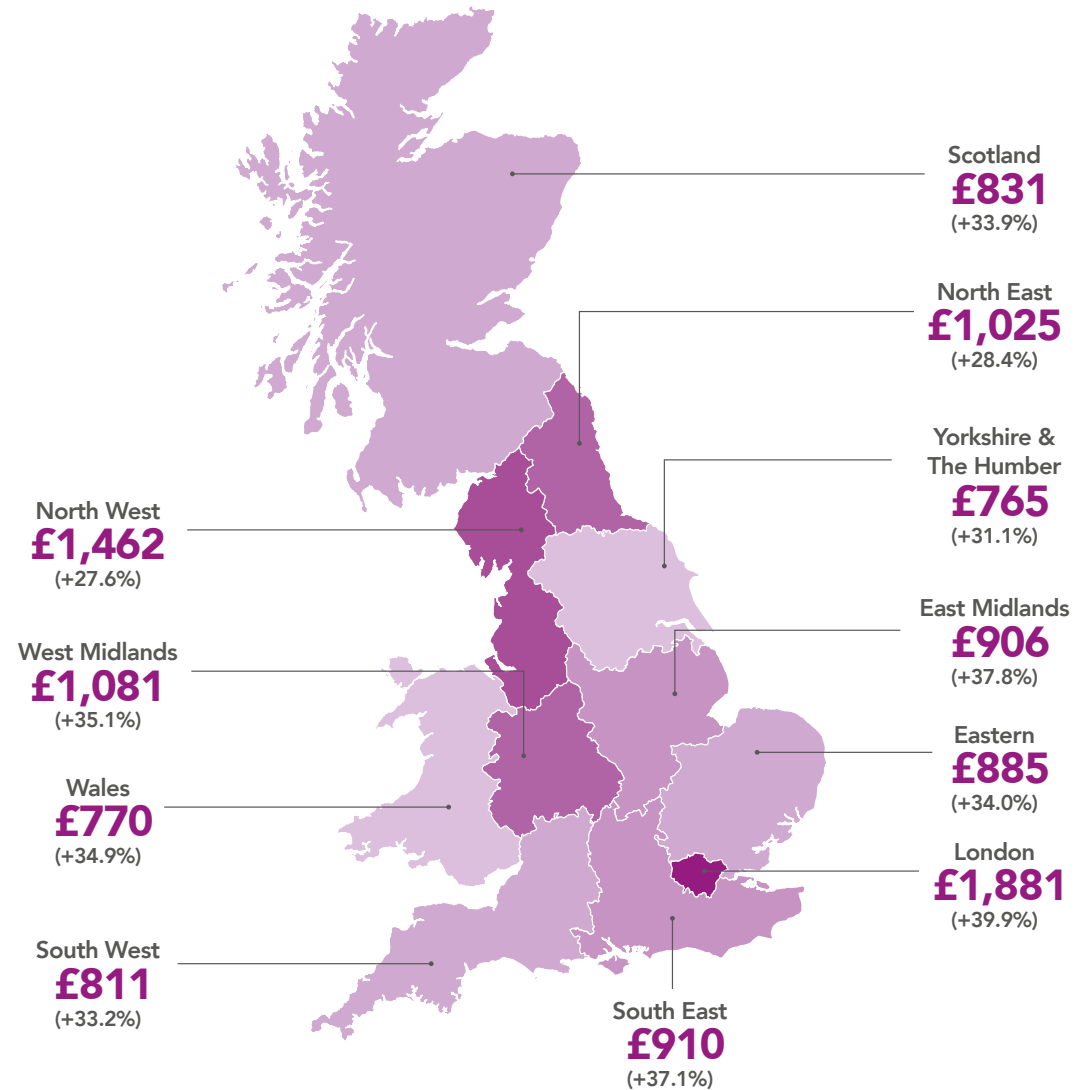 Scotland
£831
(+33.9%)
North East
£1,025
(+28.4%)
Yorkshire &
The Humber
£765
(+31.1%)
North West
£1,462
(+27.6%)
East Midlands
£906
(+37.8%)
West Midlands
£1,081
(+35.1%)
Eastern
£885
(+34.0%)
Wales
£770
(+34.9%)
London
£1,881
(+39.9%)
South West
£811
(+33.2%)
South East
£910
(+37.1%)